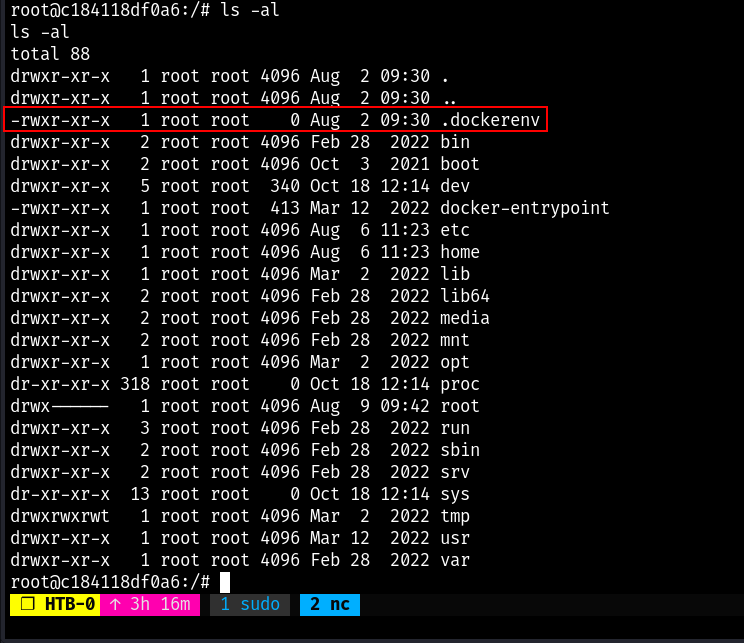 root@c184118df0a6:/# ls -al
ls -al
total 88
drwxr-xr-x   1 root root 4096 Aug  2 09:30 .
drwxr-xr-x   1 root root 4096 Aug  2 09:30 ..
-rwxr-xr-x   1 root root    0 Aug  2 09:30 .dockerenv
drwxr-xr-x   2 root root 4096 Feb 28  2022 bin
drwxr-xr-x   2 root root 4096 Oct  3  2021 boot
drwxr-xr-x   5 root root  340 Oct 18 12:14 dev
-rwxr-xr-x   1 root root  413 Mar 12  2022 docker-entrypoint
drwxr-xr-x   1 root root 4096 Aug  6 11:23 etc
drwxr-xr-x   1 root root 4096 Aug  6 11:23 home
drwxr-xr-x   1 root root 4096 Mar  2  2022 lib
drwxr-xr-x   2 root root 4096 Feb 28  2022 lib64
drwxr-xr-x   2 root root 4096 Feb 28  2022 media
drwxr-xr-x   2 root root 4096 Feb 28  2022 mnt
drwxr-xr-x   1 root root 4096 Mar  2  2022 opt
dr-xr-xr-x 318 root root    0 Oct 18 12:14 proc
drwx------   1 root root 4096 Aug  9 09:42 root
drwxr-xr-x   3 root root 4096 Feb 28  2022 run
drwxr-xr-x   2 root root 4096 Feb 28  2022 sbin
drwxr-xr-x   2 root root 4096 Feb 28  2022 srv
dr-xr-xr-x  13 root root    0 Oct 18 12:14 sys
drwxrwxrwt   1 root root 4096 Mar  2  2022 tmp
drwxr-xr-x   1 root root 4096 Mar 12  2022 usr
drwxr-xr-x   1 root root 4096 Feb 28  2022 var
root@c184118df0a6:/#
❐ HTB-0 ↑ 3h 16m 1 sudo 2 nc